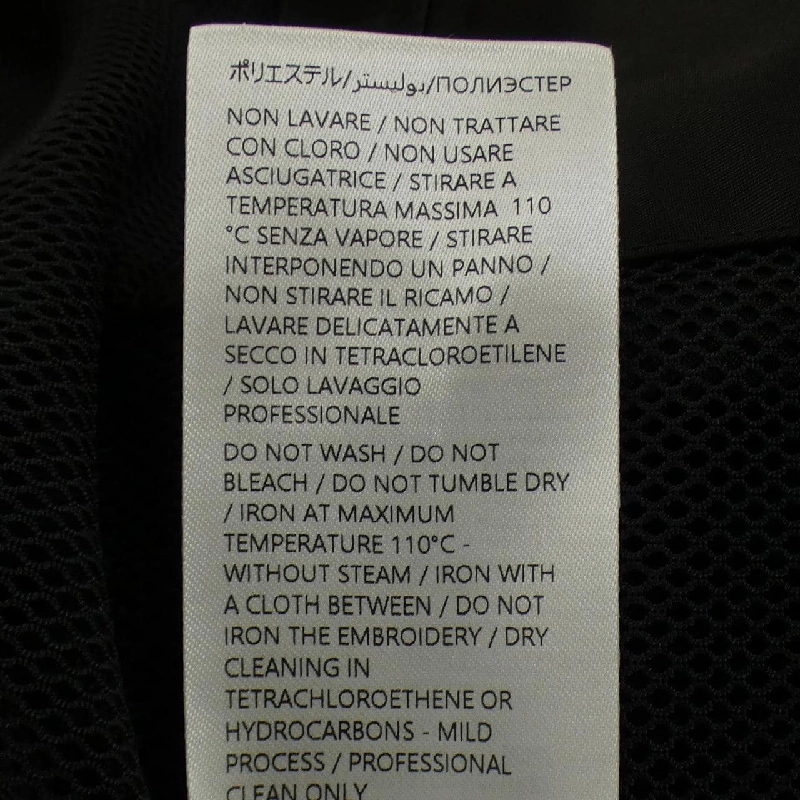 ポリエステル/بوليستر/ПОЛИЭСТЕР
NON LAVARE / NON TRATTARE
CON CLORO / NON USARE
ASCIUGATRICE / STIRARE A
TEMPERATURA MASSIMA 110
°C SENZA VAPORE / STIRARE
INTERPONENDO UN PANNO /
NON STIRARE IL RICAMO /
LAVARE DELICATAMENTE A
SECCO IN TETRACLOROETILENE
/ SOLO LAVAGGIO
PROFESSIONALE
DO NOT WASH / DO NOT
BLEACH / DO NOT TUMBLE DRY
/ IRON AT MAXIMUM
TEMPERATURE 110°C -
WITHOUT STEAM / IRON WITH
A CLOTH BETWEEN / DO NOT
IRON THE EMBROIDERY / DRY
CLEANING IN
TETRACHLOROETHENE OR
HYDROCARBONS - MILD
PROCESS / PROFESSIONAL
CLEAN ONLY